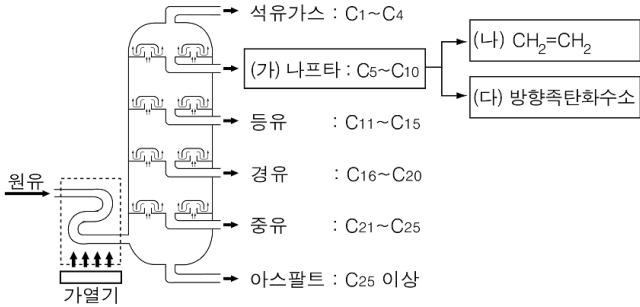 석유가스 : C1~C4
(가) 나프타 : C5~C10
(나) CH2=CH2
(다) 방향족탄화수소
등유 : C11~C15
경유 : C16~C20
원유
중유 : C21~C25
아스팔트 : C25 이상
가열기